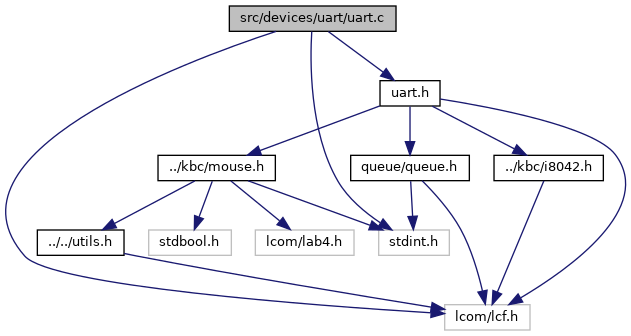 src/devices/uart/uart.c
uart.h
../kbc/mouse.h
queue/queue.h
../kbc/i8042.h
../../utils.h
stdbool.h
lcom/lab4.h
stdint.h
lcom/lcf.h